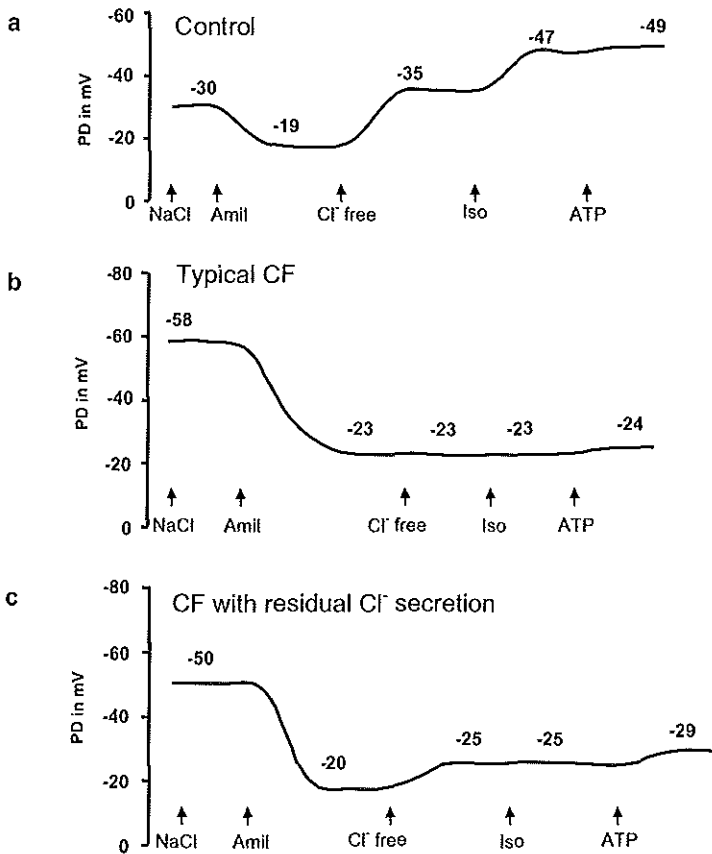 a
Control
-60
-40
-20
0
PD in mV
-30
-19
-35
-47
-49
NaCl Amil Cl⁻ free Iso ATP
b
Typical CF
-80
-60
-40
-20
0
PD in mV
-58
-23
-23
-23
-24
NaCl Amil Cl⁻ free Iso ATP
c
CF with residual Cl⁻ secretion
-80
-60
-40
-20
0
PD in mV
-50
-20
-25
-25
-29
NaCl Amil Cl⁻ free Iso ATP